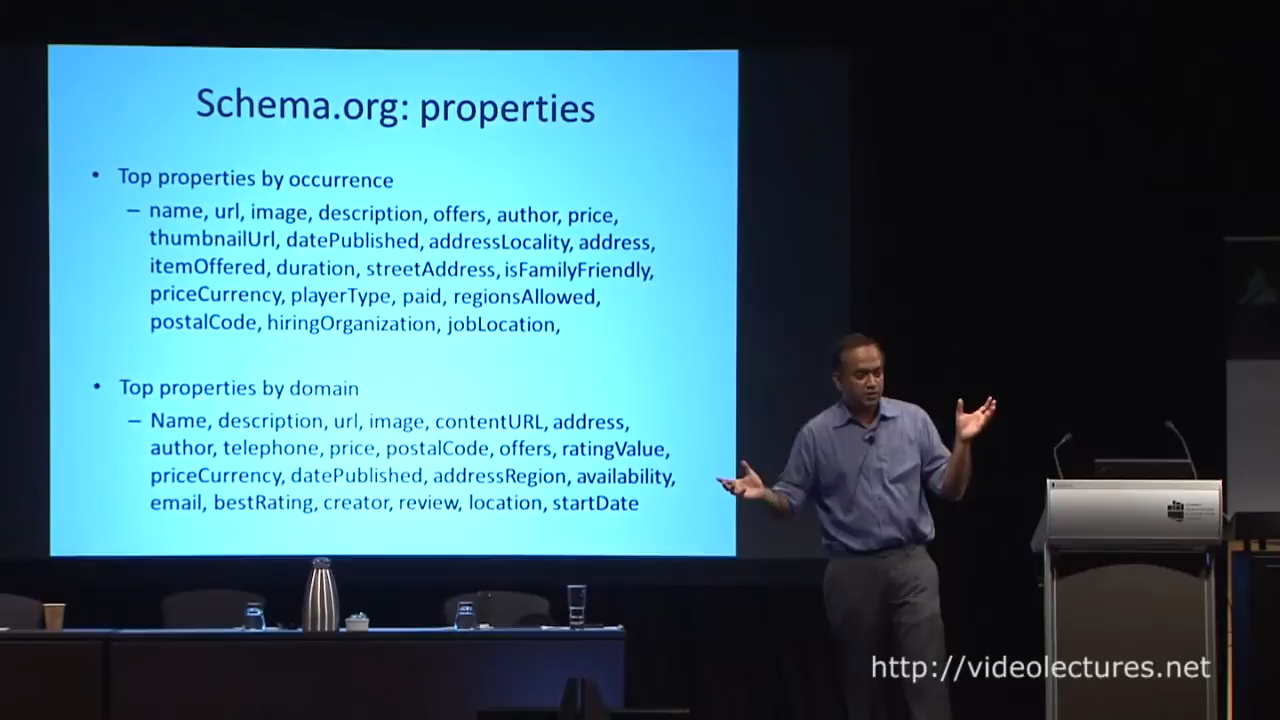 Schema.org: properties
• Top properties by occurrence
– name, url, image, description, offers, author, price,
thumbnailUrl, datePublished, addressLocality, address,
itemOffered, duration, streetAddress, isFamilyFriendly,
priceCurrency, playerType, paid, regionsAllowed,
postalCode, hiringOrganization, jobLocation,
• Top properties by domain
– Name, description, url, image, contentURL, address,
author, telephone, price, postalCode, offers, ratingValue,
priceCurrency, datePublished, addressRegion, availability,
email, bestRating, creator, review, location, startDate
http://videolectures.net